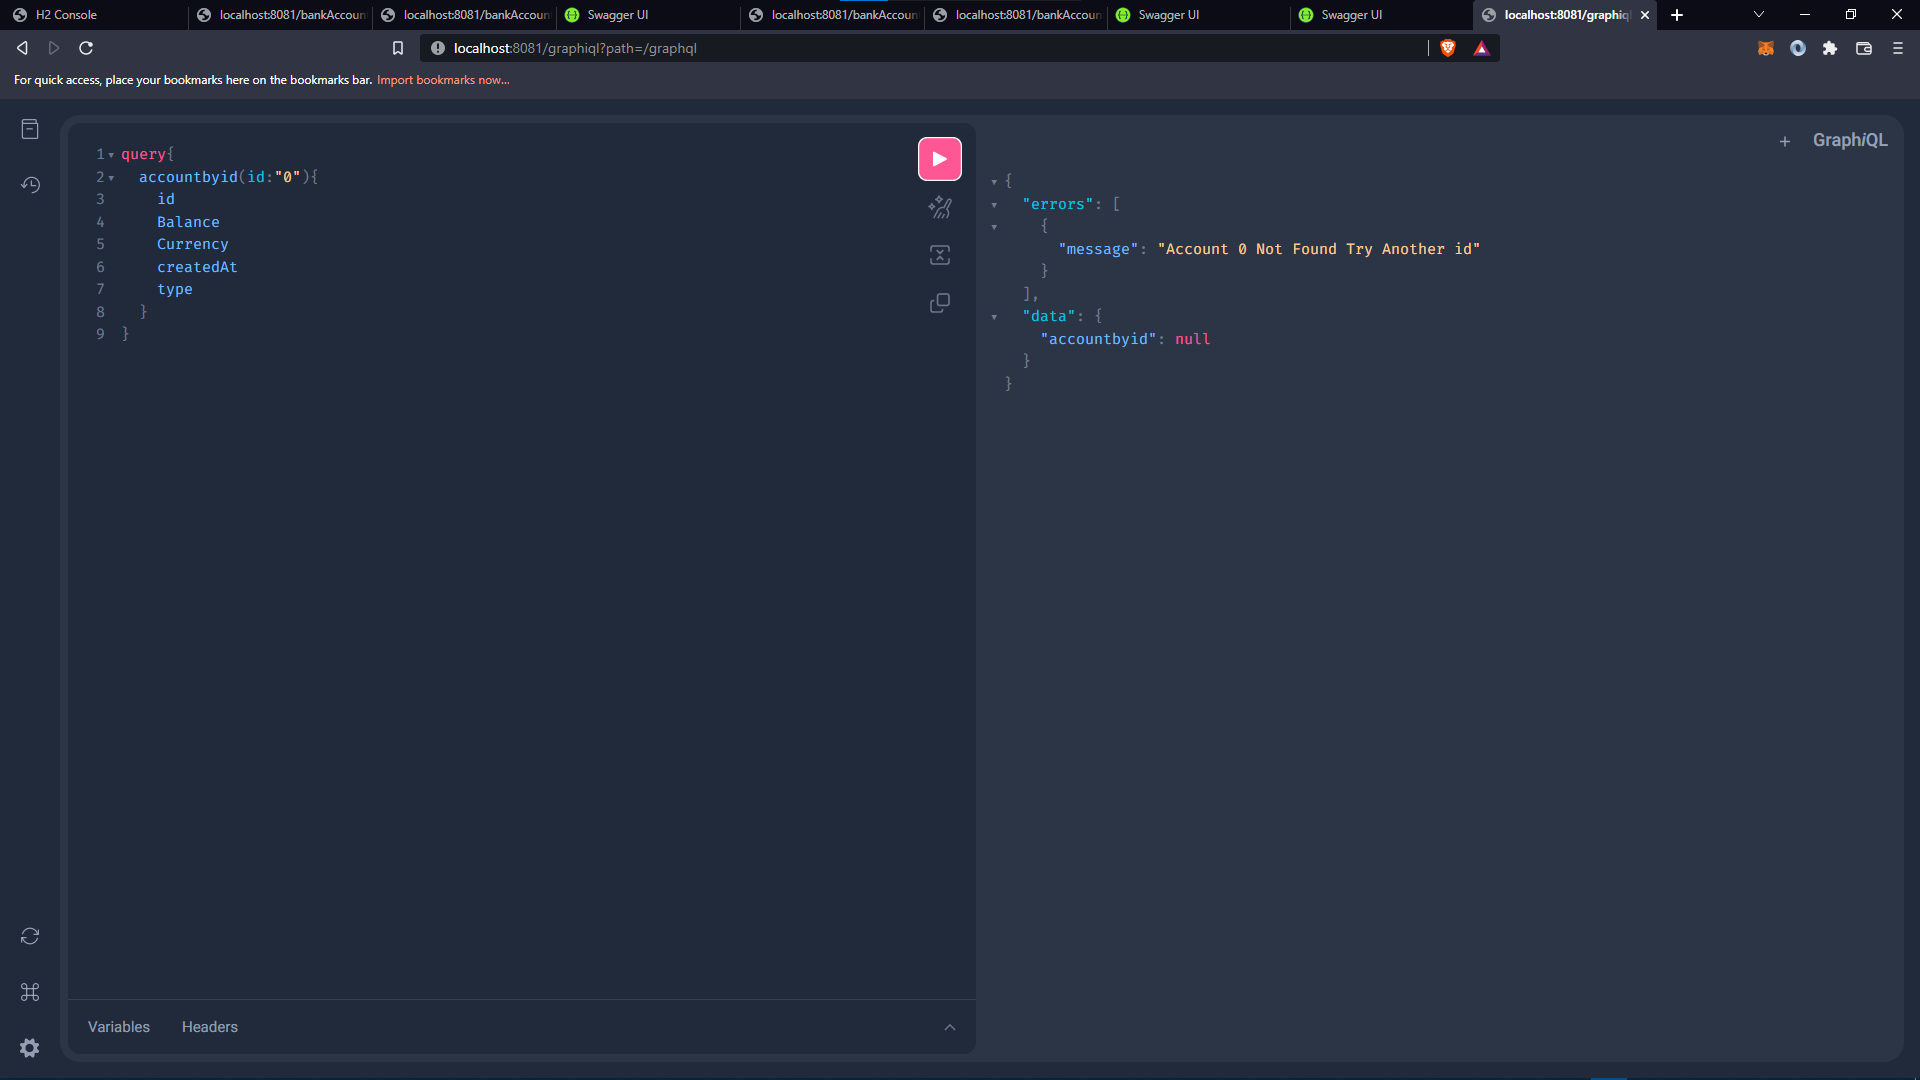 H2 Console
localhost:8081/bankAccoun
localhost:8081/bankAccoun
Swagger UI
localhost:8081/bankAccoun
localhost:8081/bankAccoun
Swagger UI
Swagger UI
localhost:8081/graphiql
localhost:8081/graphiql?path=/graphql
For quick access, place your bookmarks here on the bookmarks bar. Import bookmarks now...
1 query{
2 accountbyid(id:"0"){
3 id
4 Balance
5 Currency
6 createdAt
7 type
8 }
9 }
Variables Headers
GraphiQL
{
"errors": [
{
"message": "Account 0 Not Found Try Another id"
}
],
"data": {
"accountbyid": null
}
}